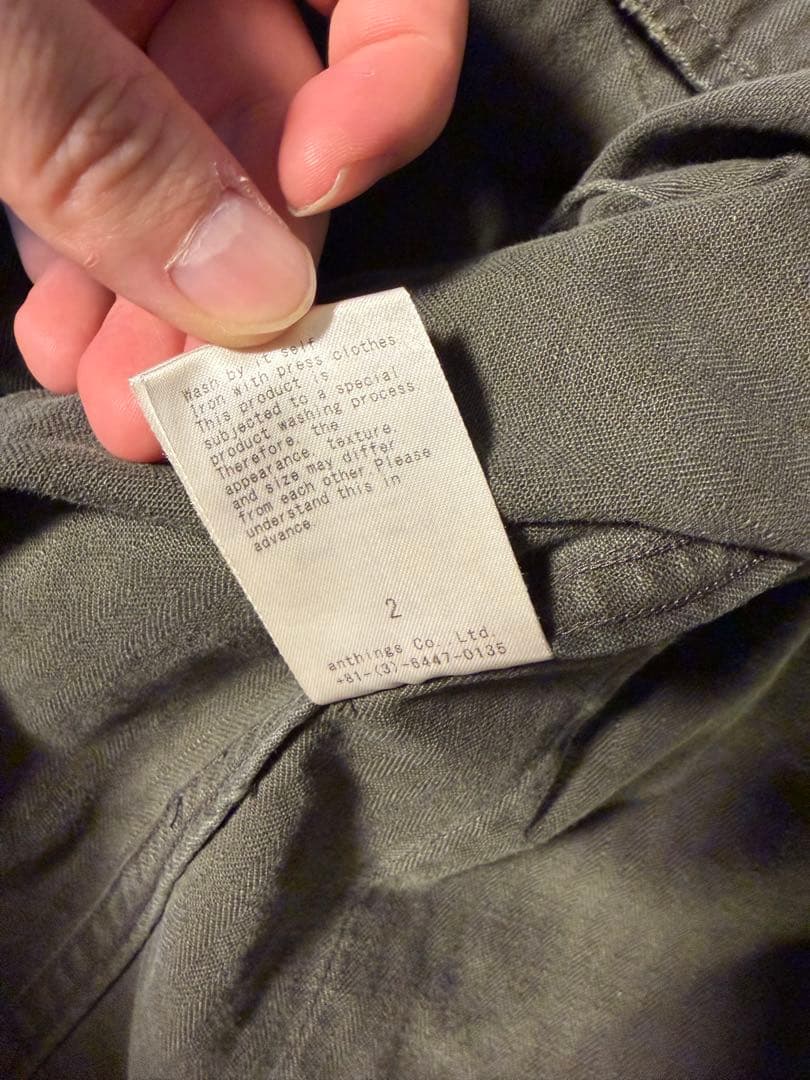 Wash by it self
Iron with press clothes
This product is
subjected to a special
product washing process.
Therefore, the
appearance, texture
and size may differ
from each other.Please
understand this in
advance.
2
anthings Co., Ltd.
+81-(3)-6447-0135